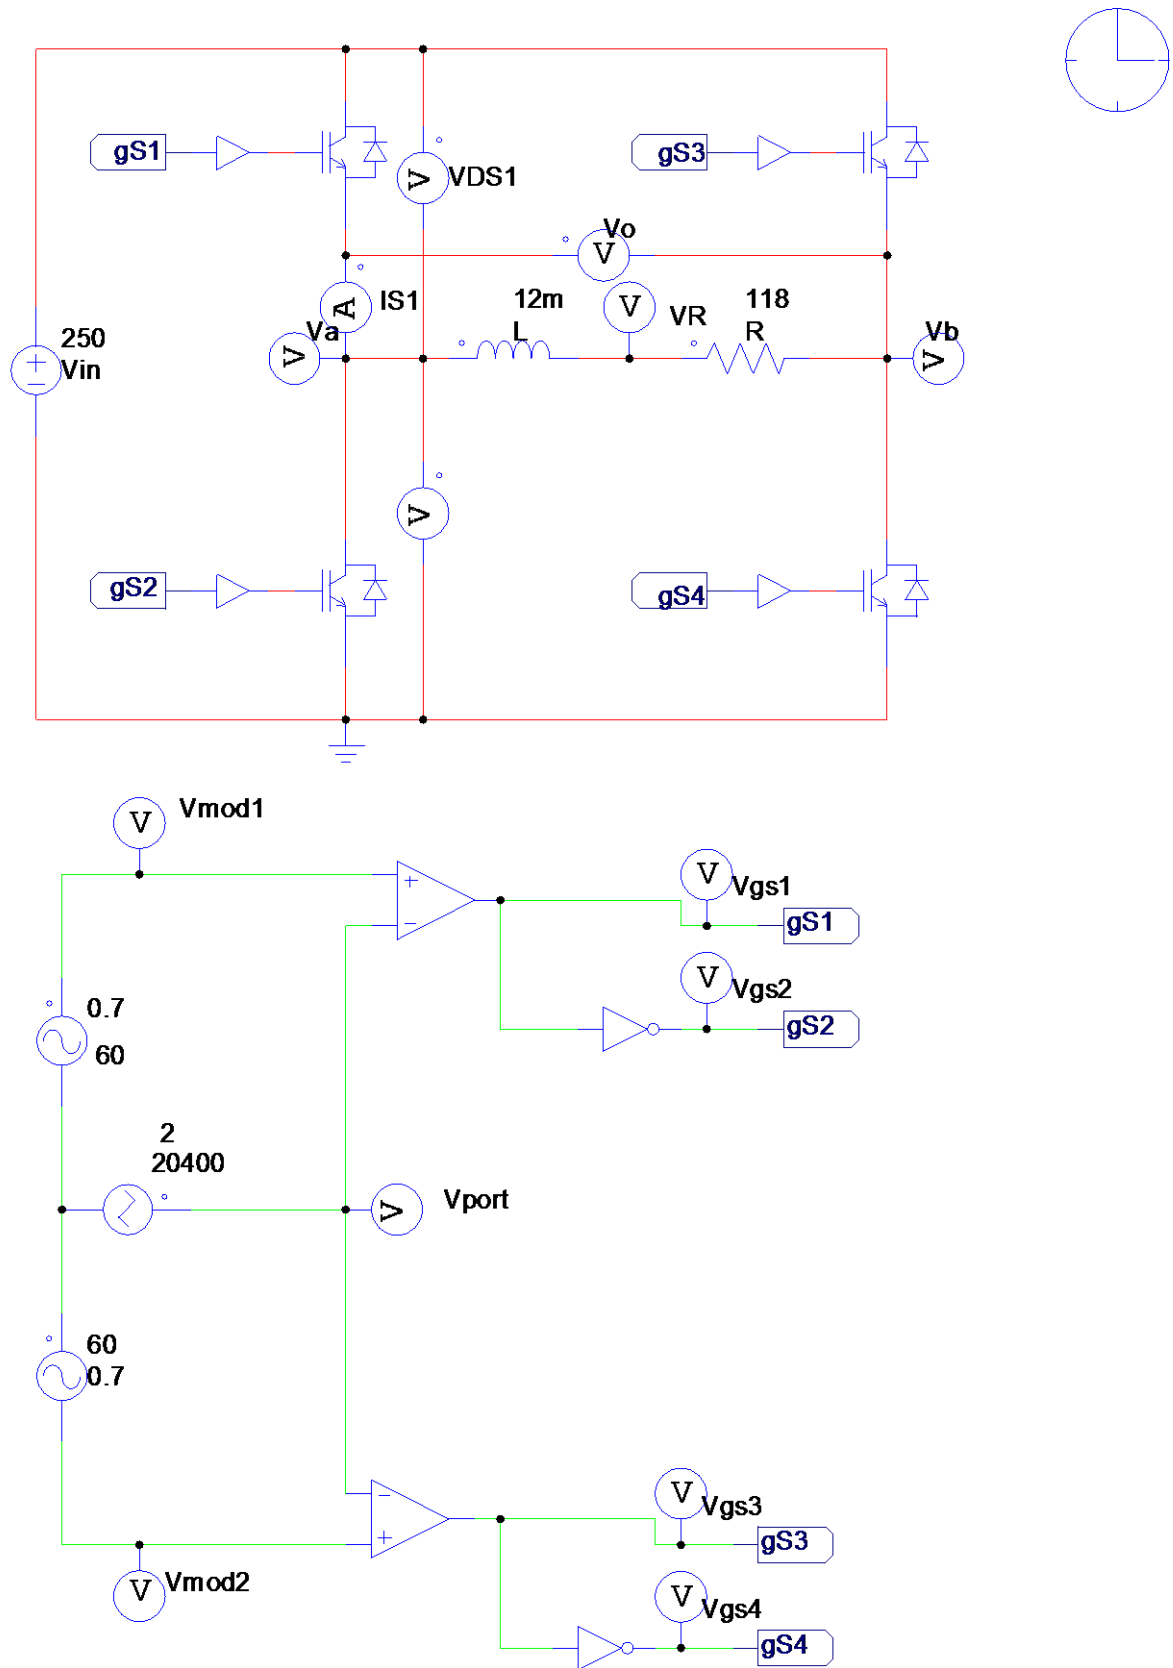 gS1
V
VDS1
gS3
Vo
V
250
Vin
A
IS1
Va
V
12m
L
V
VR
118
R
Vb
V
V
gS2
gS4
V
Vmod1
V
Vgs1
gS1
V
Vgs2
gS2
0.7
60
2
20400
V
Vport
60
0.7
V
Vgs3
gS3
V
Vmod2
V
Vgs4
gS4